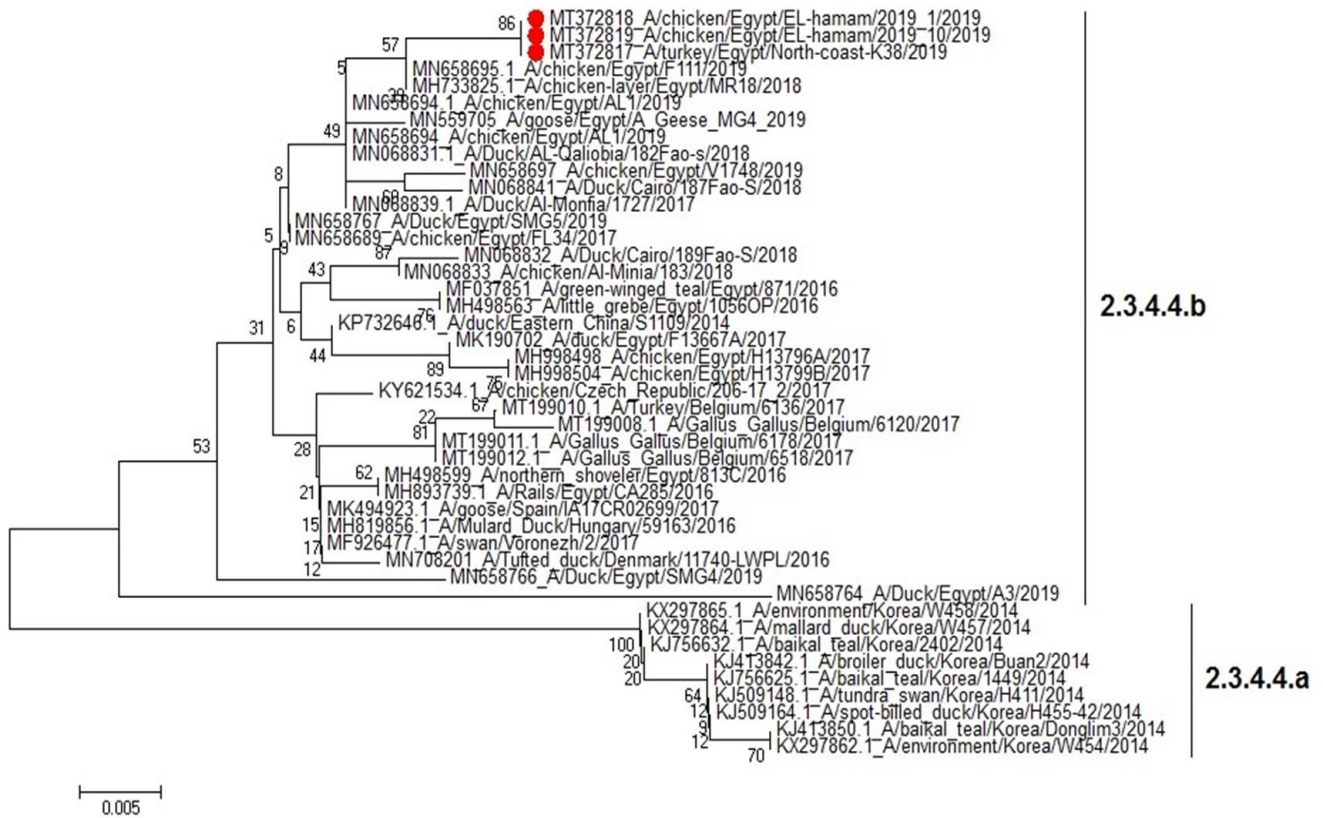 86
MT372818_A/chicken/Egypt/EL-hamam/2019_1/2019
MT372819_A/chicken/Egypt/EL-hamam/2019_10/2019
57
MT372817_A/turkey/Egypt/North-coast-K38/2019
5
MN658695.1_A/chicken/Egypt/F111/2019
MH733825.1_A/chicken-layer/Egypt/MR18/2018
39
MN658694.1_A/chicken/Egypt/AL1/2019
MN559705_A/goose/Egypt/A_Geese_MG4_2019
49
MN658694_A/chicken/Egypt/AL1/2019
MN068831.1_A/Duck/AL-Qaliobia/182Fao-s/2018
8
MN658697_A/chicken/Egypt/V1748/2019
MN068841_A/Duck/Cairo/187Fao-S/2018
60
MN068839.1_A/Duck/Al-Monfia/1727/2017
MN658767_A/Duck/Egypt/SMG5/2019
5
9
MN658689_A/chicken/Egypt/FL34/2017
87
MN068832_A/Duck/Cairo/189Fao-S/2018
43
MN068833_A/chicken/Al-Minia/183/2018
MF037851_A/green-winged_teal/Egypt/871/2016
MH498563_A/little_grebe/Egypt/1056OP/2016
76
31
6
KP732646.1_A/duck/Eastern_China/S1109/2014
MK190702_A/duck/Egypt/F13667A/2017
44
MH998498_A/chicken/Egypt/H13796A/2017
89
MH998504_A/chicken/Egypt/H13799B/2017
75
KY621534.1_A/chicken/Czech_Republic/206-17_2/2017
67
MT199010.1_A/Turkey/Belgium/6136/2017
22
MT199008.1_A/Gallus_Gallus/Belgium/6120/2017
81
MT199011.1_A/Gallus_Gallus/Belgium/6178/2017
53
28
MT199012.1__A/Gallus_Gallus/Belgium/6518/2017
62
MH498599_A/northern_shoveler/Egypt/813C/2016
21
MH893739.1_A/Rails/Egypt/CA285/2016
MK494923.1_A/goose/Spain/IA17CR02699/2017
15
MH819856.1_A/Mulard_Duck/Hungary/59163/2016
17
MF926477.1_A/swan/Voronezh/2/2017
12
MN708201_A/Tufted_duck/Denmark/11740-LWPL/2016
MN658766_A/Duck/Egypt/SMG4/2019
MN658764_A/Duck/Egypt/A3/2019
2.3.4.4.b
KX297865.1_A/environment/Korea/W458/2014
KX297864.1_A/mallard_duck/Korea/W457/2014
100
KJ756632.1_A/baikal_teal/Korea/2402/2014
20
KJ413842.1_A/broiler_duck/Korea/Buan2/2014
20
KJ756625.1_A/baikal_teal/Korea/1449/2014
64
KJ509148.1_A/tundra_swan/Korea/H411/2014
12
KJ509164.1_A/spot-billed_duck/Korea/H455-42/2014
9
KJ413850.1_A/baikal_teal/Korea/Donglim3/2014
12
KX297862.1_A/environment/Korea/W454/2014
70
2.3.4.4.a
0.005